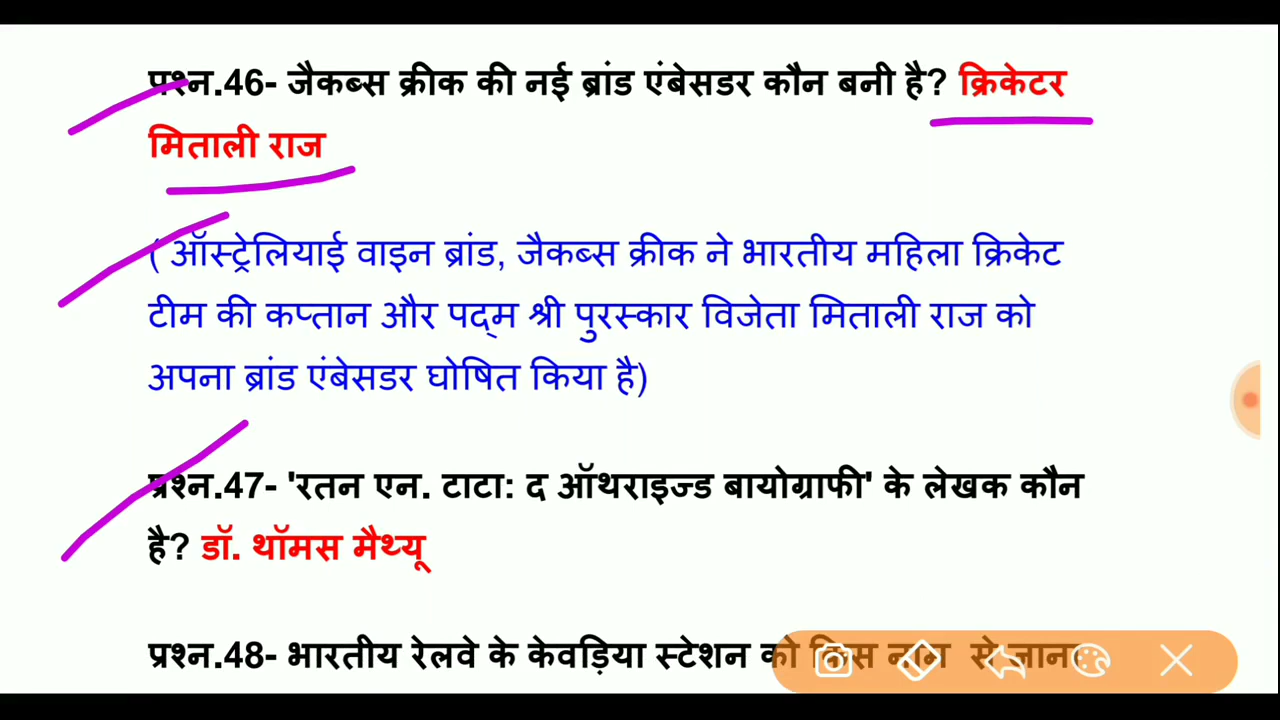 प्रश्न.46- जैकब्स क्रीक की नई ब्रांड एंबेसडर कौन बनी है? क्रिकेटर
मिताली राज
( ऑस्ट्रेलियाई वाइन ब्रांड, जैकब्स क्रीक ने भारतीय महिला क्रिकेट
टीम की कप्तान और पद्म श्री पुरस्कार विजेता मिताली राज को
अपना ब्रांड एंबेसडर घोषित किया है)
प्रश्न.47- 'रतन एन. टाटा: द ऑथराइज्ड बायोग्राफी' के लेखक कौन
है? डॉ. थॉमस मैथ्यू
प्रश्न.48- भारतीय रेलवे के केवड़िया स्टेशन को किस नाम से जाना